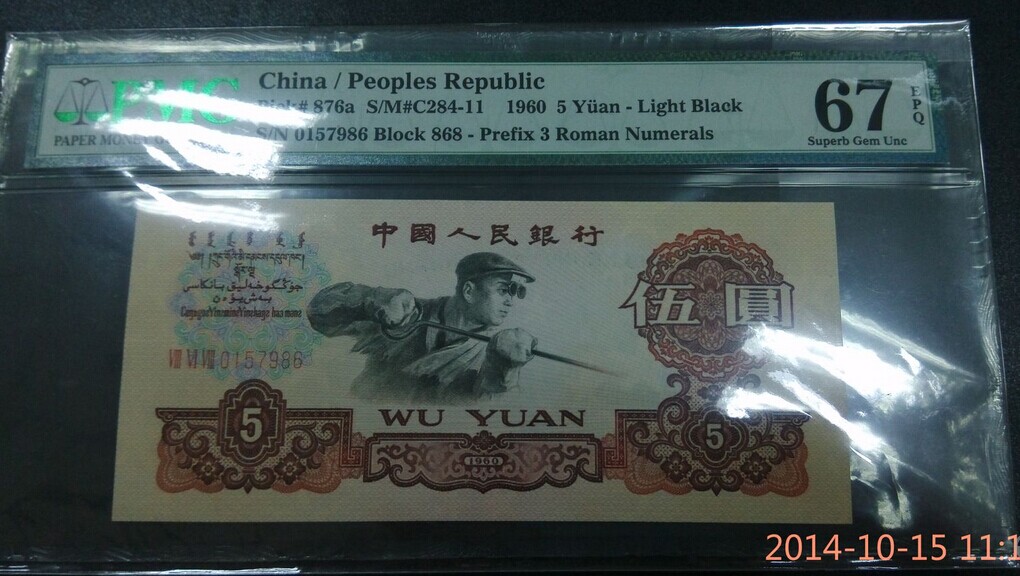 PMG
PAPER MONEY
China / Peoples Republic
Pick# 876a S/M#C284-11 1960 5 Yüan - Light Black
S/N 0157986 Block 868 - Prefix 3 Roman Numerals
67
EPQ
Superb Gem Unc
中國人民銀行
伍圓
VIII VI VIII 0157986
WU YUAN
5
5
1960
2014-10-15 11:1